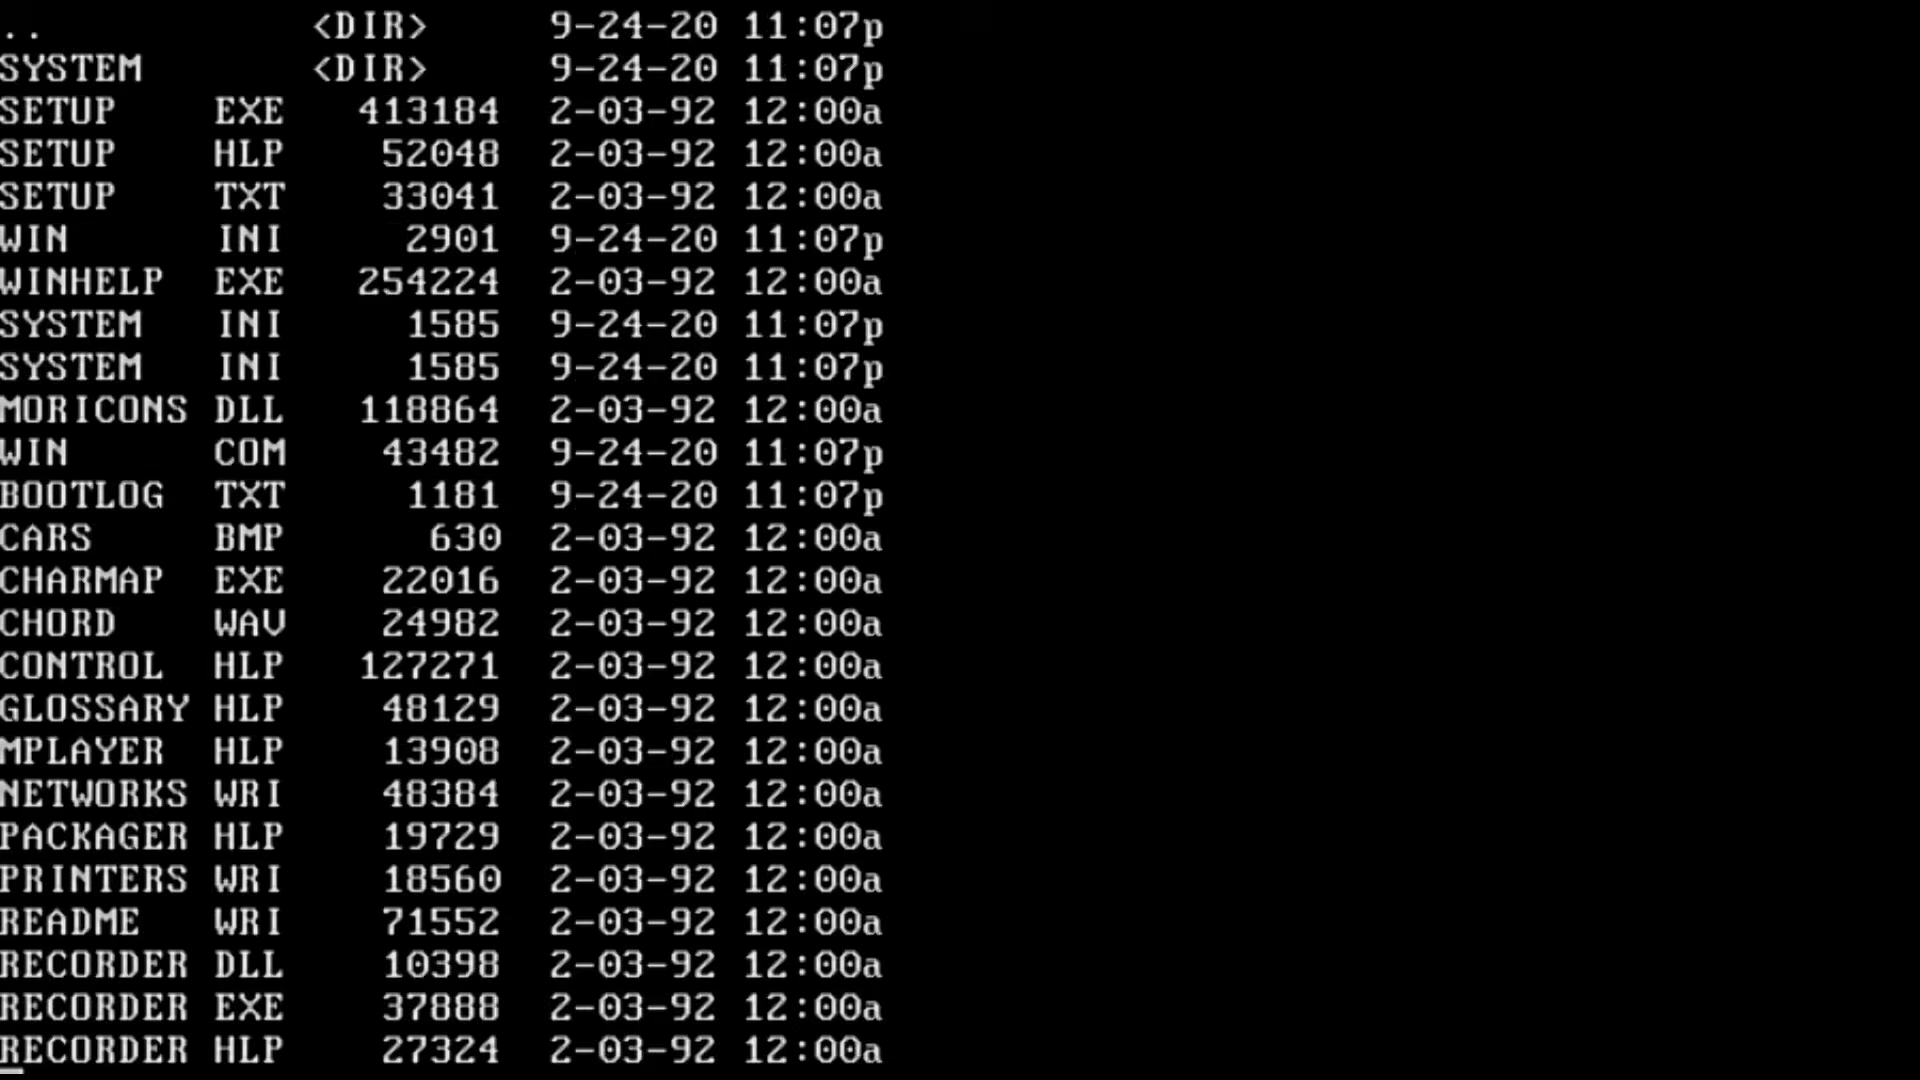 ..           <DIR>     9-24-20 11:07p
SYSTEM       <DIR>     9-24-20 11:07p
SETUP    EXE   413184  2-03-92 12:00a
SETUP    HLP    52048  2-03-92 12:00a
SETUP    TXT    33041  2-03-92 12:00a
WIN      INI     2901  9-24-20 11:07p
WINHELP  EXE   254224  2-03-92 12:00a
SYSTEM   INI     1585  9-24-20 11:07p
SYSTEM   INI     1585  9-24-20 11:07p
MORICONS DLL   118864  2-03-92 12:00a
WIN      COM    43482  9-24-20 11:07p
BOOTLOG  TXT     1181  9-24-20 11:07p
CARS     BMP      630  2-03-92 12:00a
CHARMAP  EXE    22016  2-03-92 12:00a
CHORD    WAV    24982  2-03-92 12:00a
CONTROL  HLP   127271  2-03-92 12:00a
GLOSSARY HLP    48129  2-03-92 12:00a
MPLAYER  HLP    13908  2-03-92 12:00a
NETWORKS WRI    48384  2-03-92 12:00a
PACKAGER HLP    19729  2-03-92 12:00a
PRINTERS WRI    18560  2-03-92 12:00a
README   WRI    71552  2-03-92 12:00a
RECORDER DLL    10398  2-03-92 12:00a
RECORDER EXE    37888  2-03-92 12:00a
RECORDER HLP    27324  2-03-92 12:00a